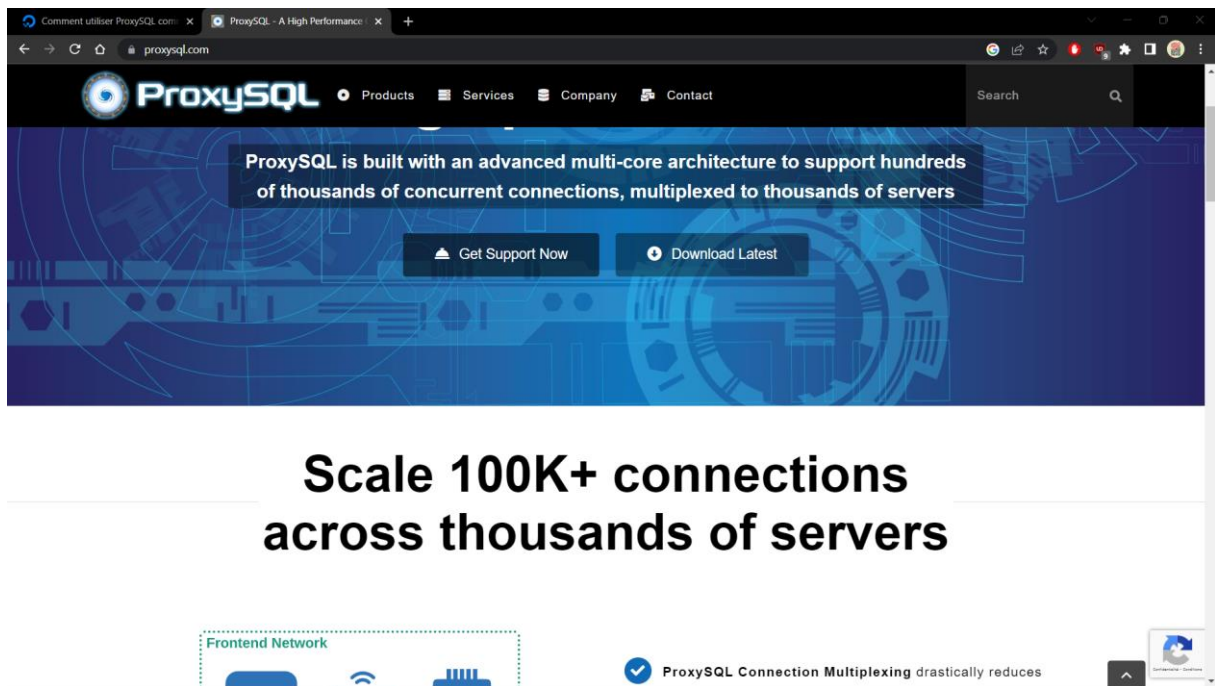 Comment utiliser ProxySQL com
ProxySQL - A High Performance
proxysql.com
9
ProxySQL
Products
Services
Company
Contact
Search
ProxySQL is built with an advanced multi-core architecture to support hundreds
of thousands of concurrent connections, multiplexed to thousands of servers
Get Support Now
Download Latest
Scale 100K+ connections
across thousands of servers
Frontend Network
ProxySQL Connection Multiplexing drastically reduces